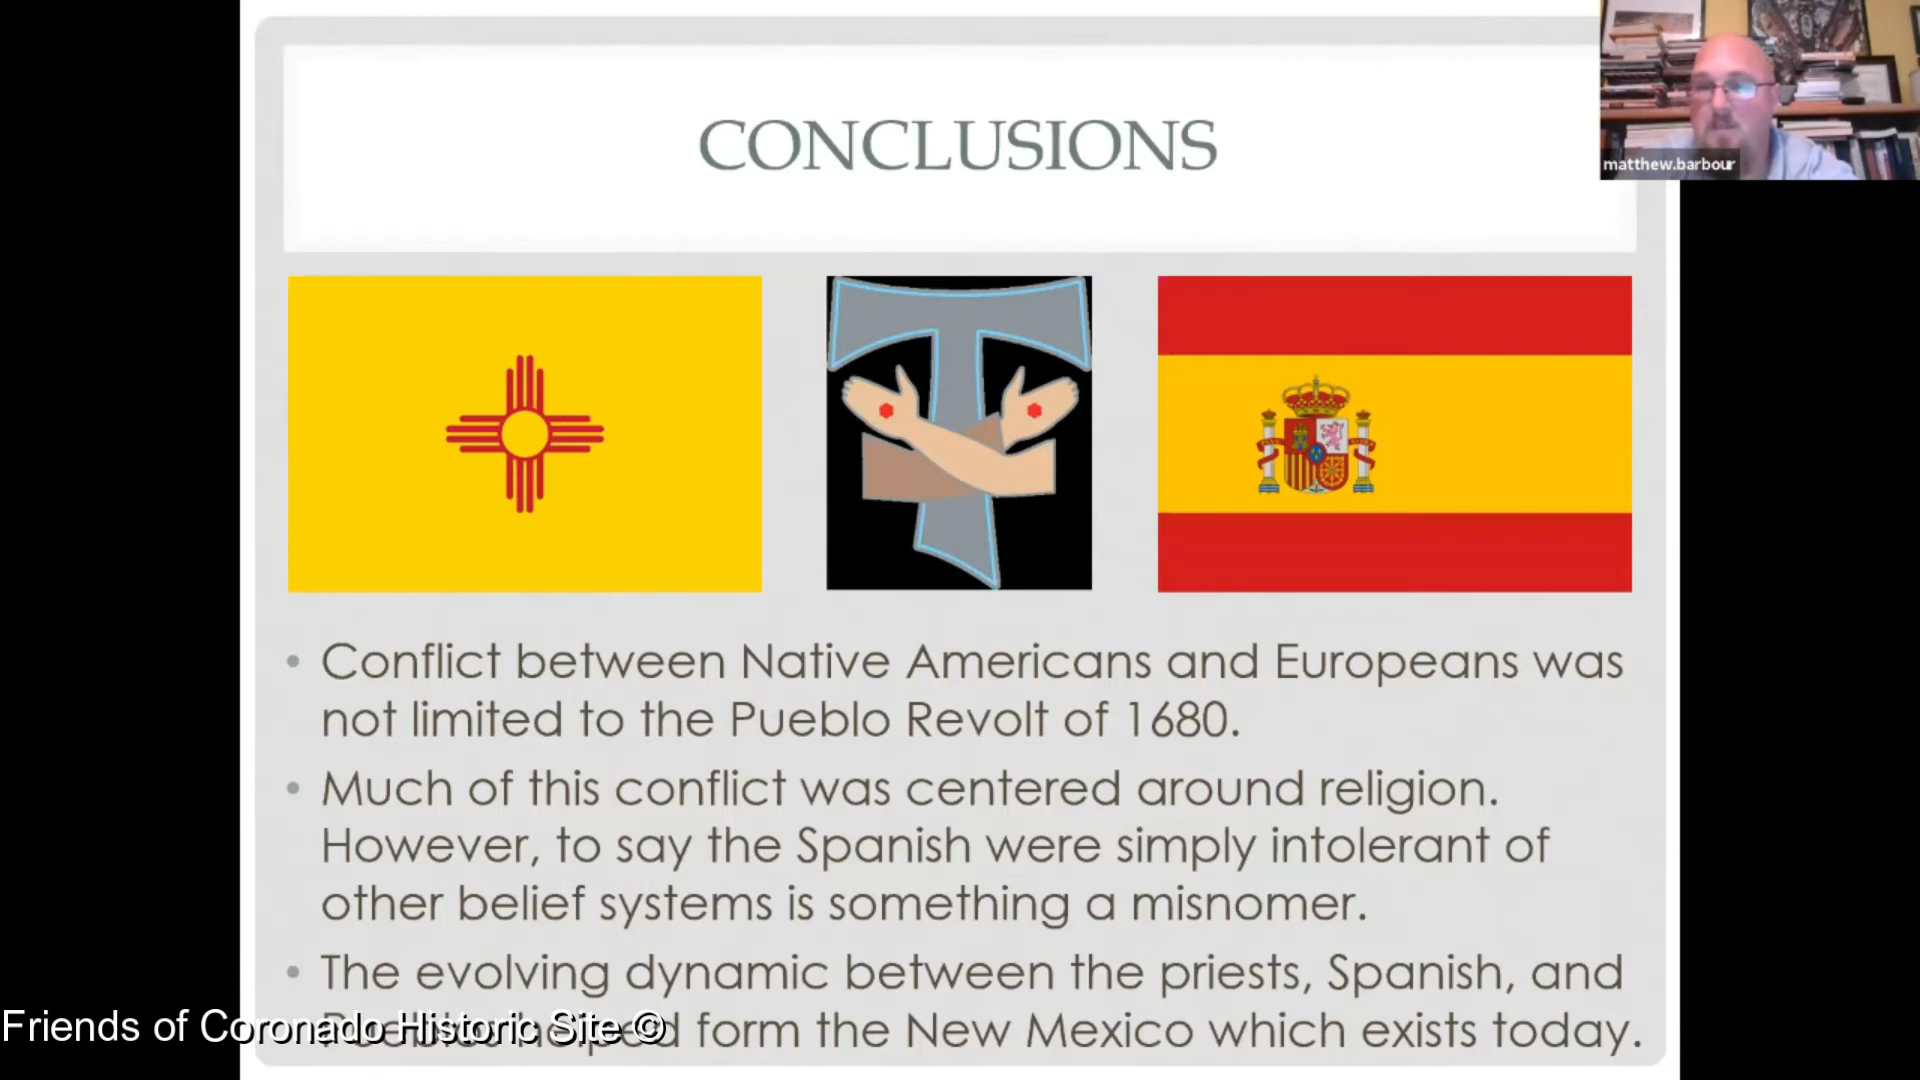 CONCLUSIONS
matthew.barbour
• Conflict between Native Americans and Europeans was
not limited to the Pueblo Revolt of 1680.
• Much of this conflict was centered around religion.
However, to say the Spanish were simply intolerant of
other belief systems is something a misnomer.
• The evolving dynamic between the priests, Spanish, and
helped form the New Mexico which exists today.
Friends of Coronado Historic Site ©